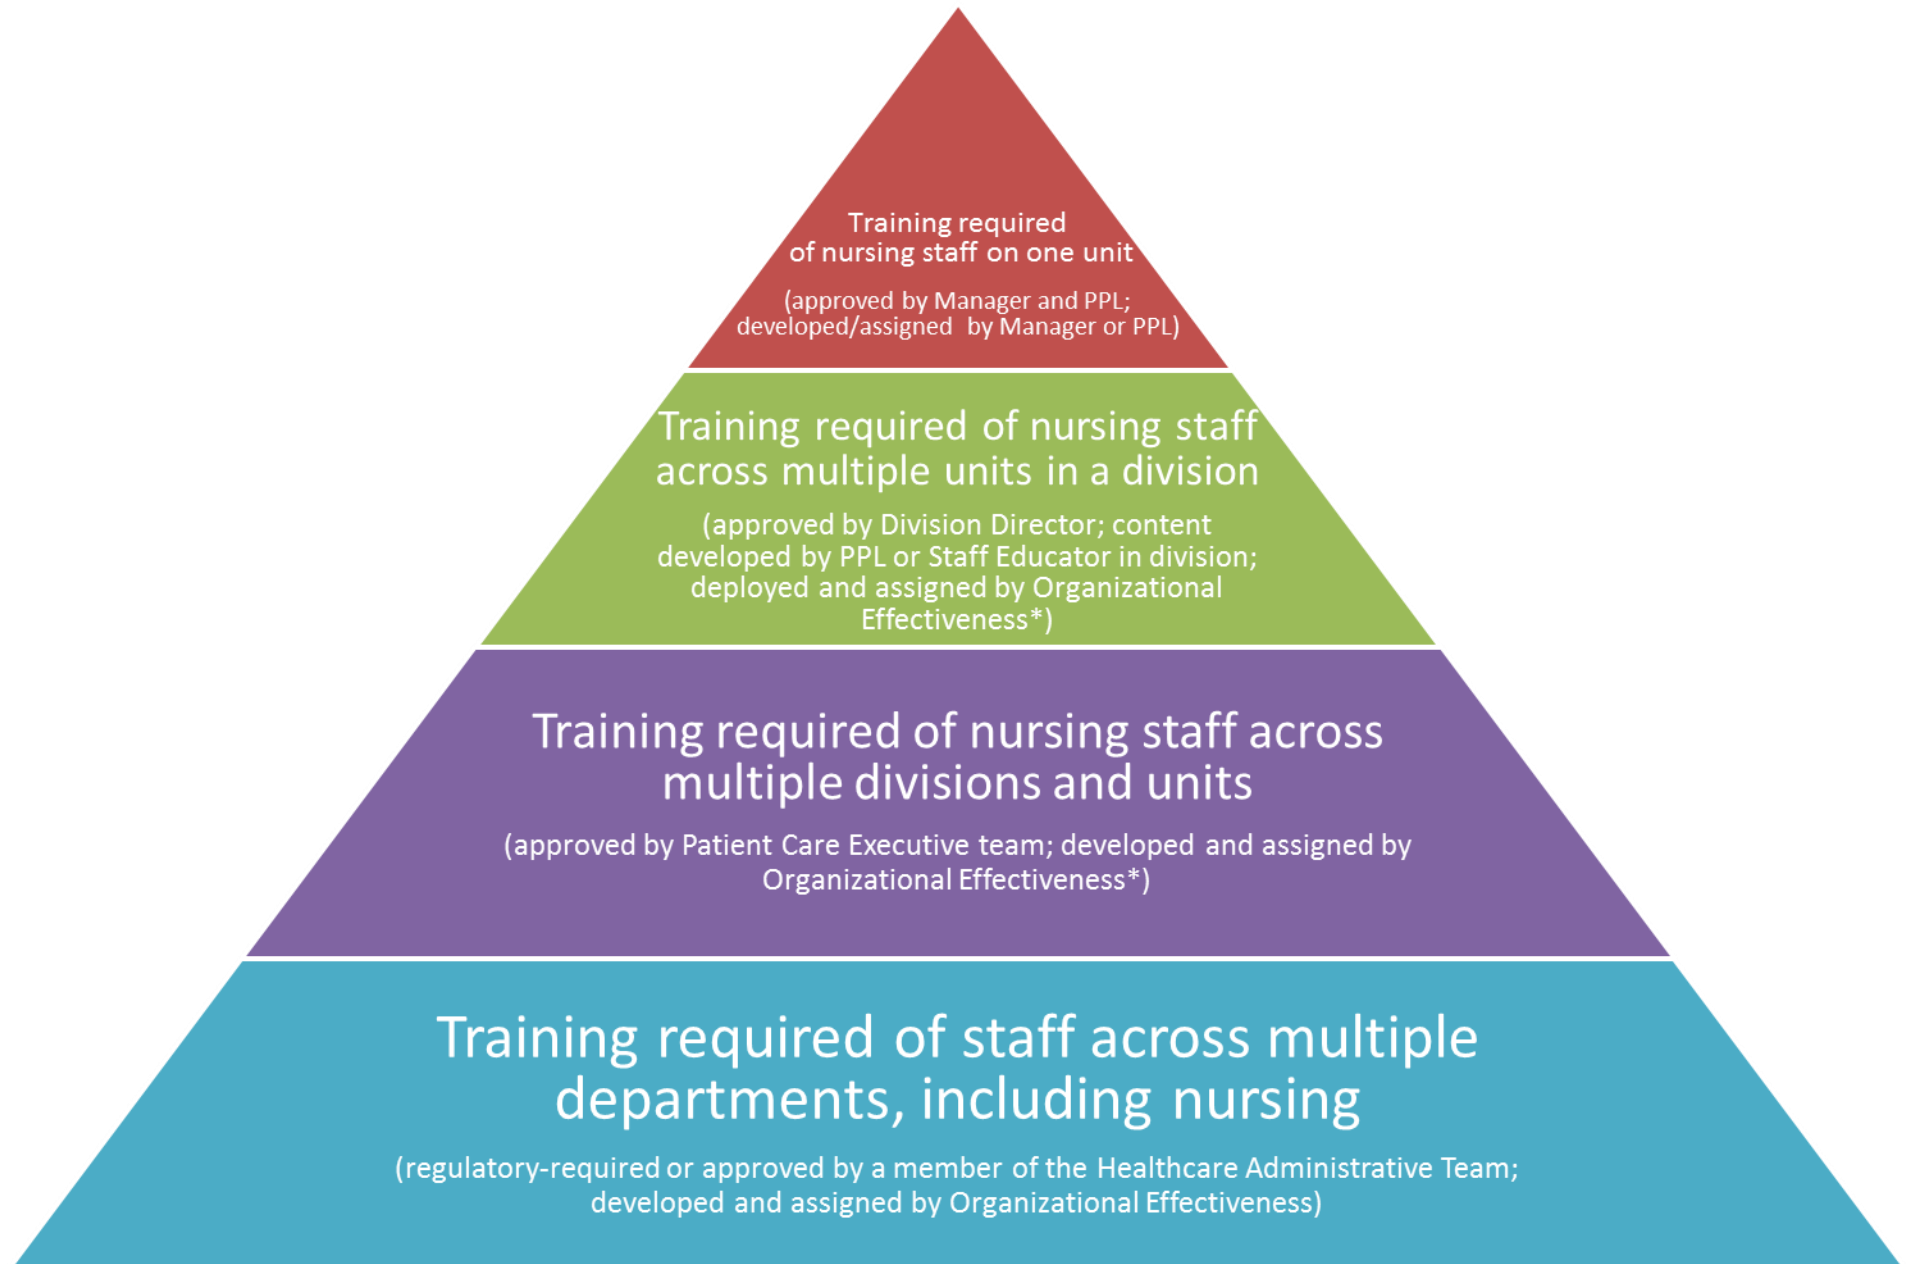 Training required
of nursing staff on one unit
(approved by Manager and PPL;
developed/assigned by Manager or PPL)
Training required of nursing staff
across multiple units in a division
(approved by Division Director; content
developed by PPL or Staff Educator in division;
deployed and assigned by Organizational
Effectiveness*)
Training required of nursing staff across
multiple divisions and units
(approved by Patient Care Executive team; developed and assigned by
Organizational Effectiveness*)
Training required of staff across multiple
departments, including nursing
(regulatory-required or approved by a member of the Healthcare Administrative Team;
developed and assigned by Organizational Effectiveness)